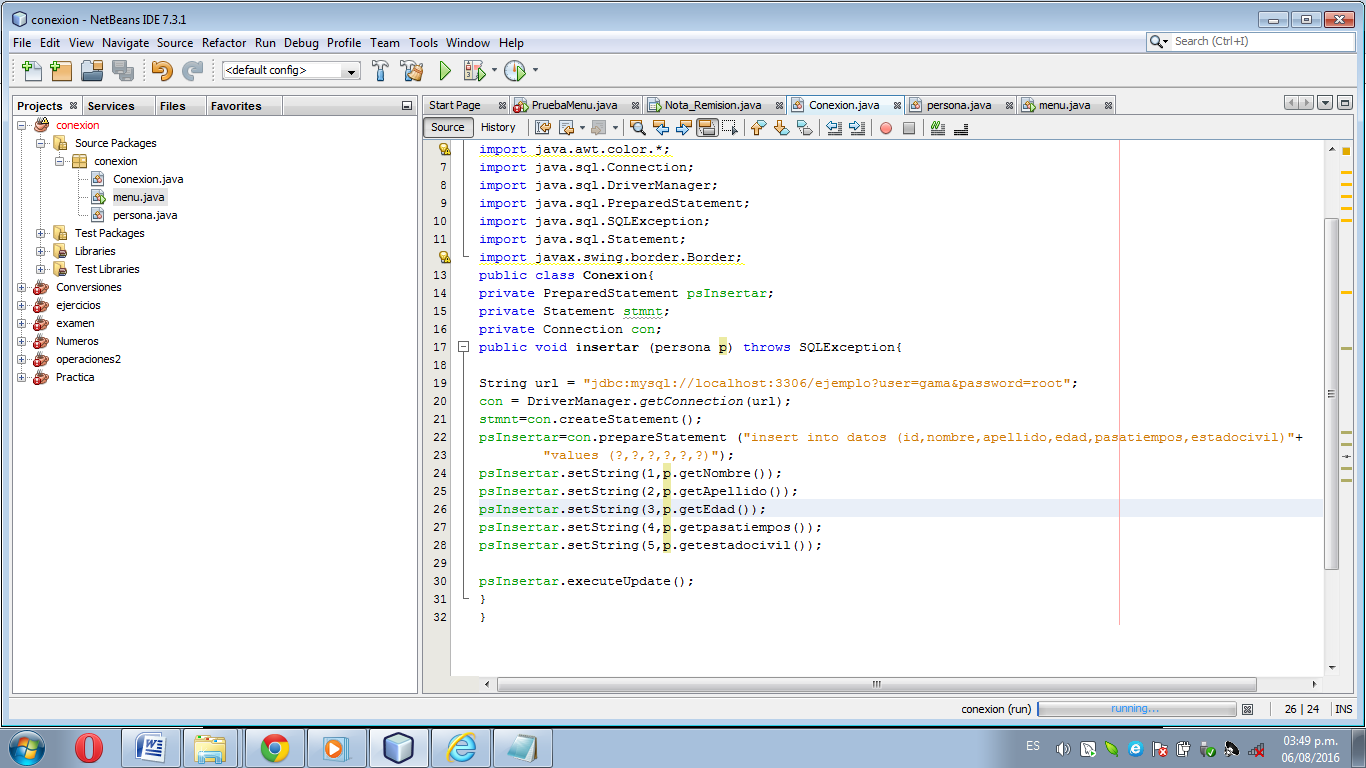 conexion - NetBeans IDE 7.3.1
File Edit View Navigate Source Refactor Run Debug Profile Team Tools Window Help
Search (Ctrl+I)
<default config>
Projects Services Files Favorites
conexion
Source Packages
conexion
Conexion.java
menu.java
persona.java
Test Packages
Libraries
Test Libraries
Conversiones
ejercicios
examen
Numeros
operaciones2
Practica
Start Page PruebaMenu.java Nota_Remision.java Conexion.java persona.java menu.java
Source History
import java.awt.color.*;
7 import java.sql.Connection;
8 import java.sql.DriverManager;
9 import java.sql.PreparedStatement;
10 import java.sql.SQLException;
11 import java.sql.Statement;
import javax.swing.border.Border;
13 public class Conexion{
14 private PreparedStatement psInsertar;
15 private Statement stmnt;
16 private Connection con;
17 public void insertar (persona p) throws SQLException{
18
19 String url = "jdbc:mysql://localhost:3306/ejemplo?user=gama&password=root";
20 con = DriverManager.getConnection(url);
21 stmnt=con.createStatement();
22 psInsertar=con.prepareStatement ("insert into datos (id,nombre,apellido,edad,pasatiempos,estadocivil)"+
23 "values (?,?,?,?,?,?)");
24 psInsertar.setString(1,p.getNombre());
25 psInsertar.setString(2,p.getApellido());
26 psInsertar.setString(3,p.getEdad());
27 psInsertar.setString(4,p.getpasatiempos());
28 psInsertar.setString(5,p.getestadocivil());
29
30 psInsertar.executeUpdate();
31 }
32 }
conexion (run) running... 26 | 24 INS
ES 03:49 p.m.
06/08/2016